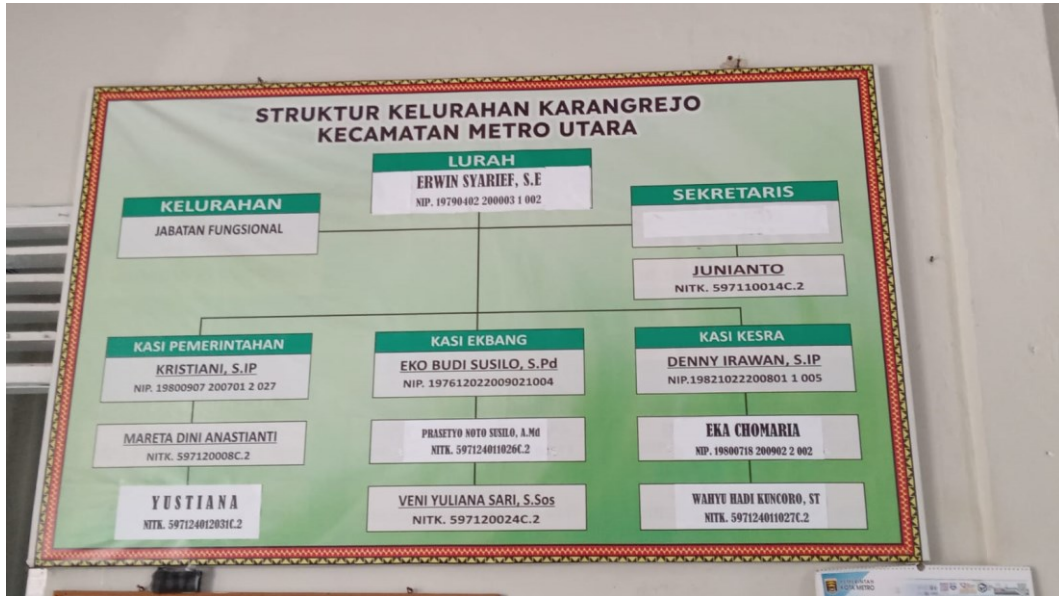 STRUKTUR KELURAHAN KARANGREJO
KECAMATAN METRO UTARA
LURAH
ERWIN SYARIEF, S.E
NIP. 19790402 200003 1 002
KELURAHAN
JABATAN FUNGSIONAL
SEKRETARIS
JUNIANTO
NITK. 597110014C.2
KASI PEMERINTAHAN
KRISTIANI, S.IP
NIP. 19800907 200701 2 027
MARETA DINI ANASTIANTI
NITK. 597120008C.2
YUSTIANA
NITK. 597124012031C.2
KASI EKBANG
EKO BUDI SUSILO, S.Pd
NIP. 197612022009021004
PRASETYO NOTO SUSILO, A.Md
NITK. 597124011026C.2
VENI YULIANA SARI, S.Sos
NITK. 597120024C.2
KASI KESRA
DENNY IRAWAN, S.IP
NIP.19821022200801 1 005
EKA CHOMARIA
NIP. 19800718 200902 2 002
WAHYU HADI KUNCORO, ST
NITK. 597124011027C.2
PEMERINTAH
KOTA METRO